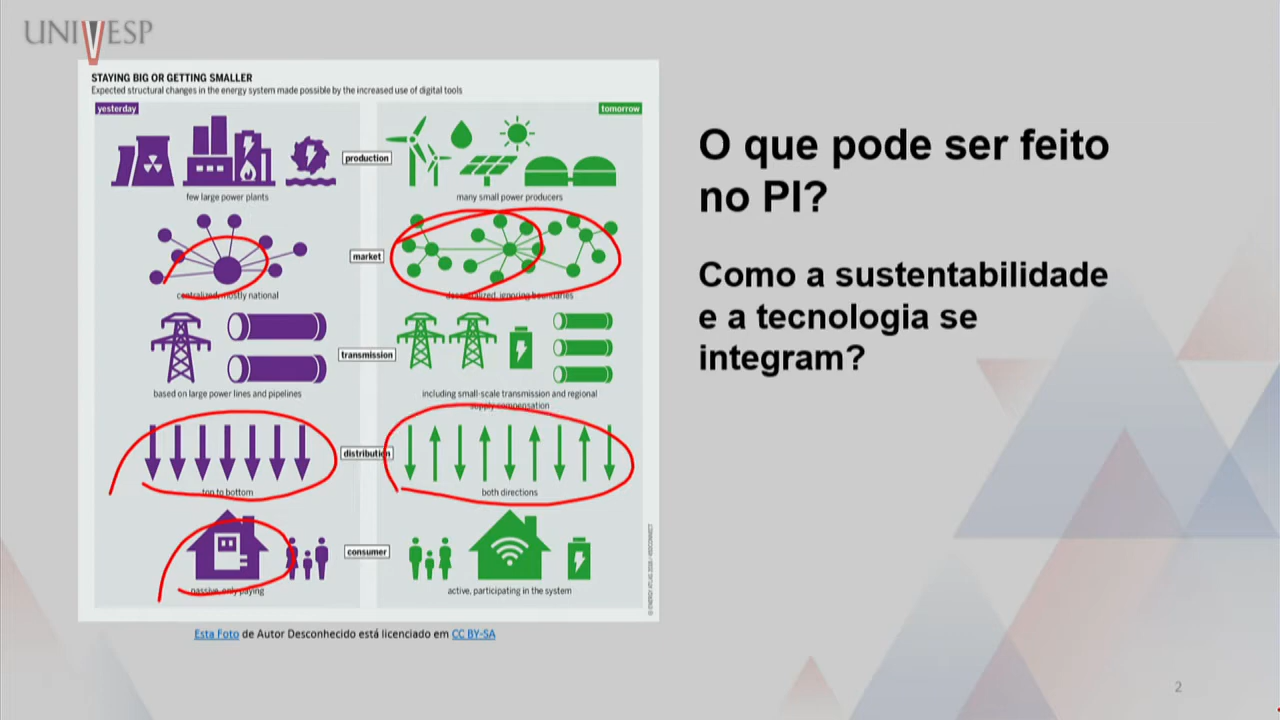 UNIVESP
STAYING BIG OR GETTING SMALLER
Expected structural changes in the energy system made possible by the increased use of digital tools
yesterday
tomorrow
production
few large power plants
many small power producers
market
centralized, mostly national
decentralized, ignoring boundaries
transmission
based on large power lines and pipelines
including small-scale transmission and regional
supply compensation
distribution
top to bottom
both directions
consumer
passive, only paying
active, participating in the system
Esta Foto de Autor Desconhecido está licenciado em CC BY-SA
O que pode ser feito
no PI?
Como a sustentabilidade
e a tecnologia se
integram?
2